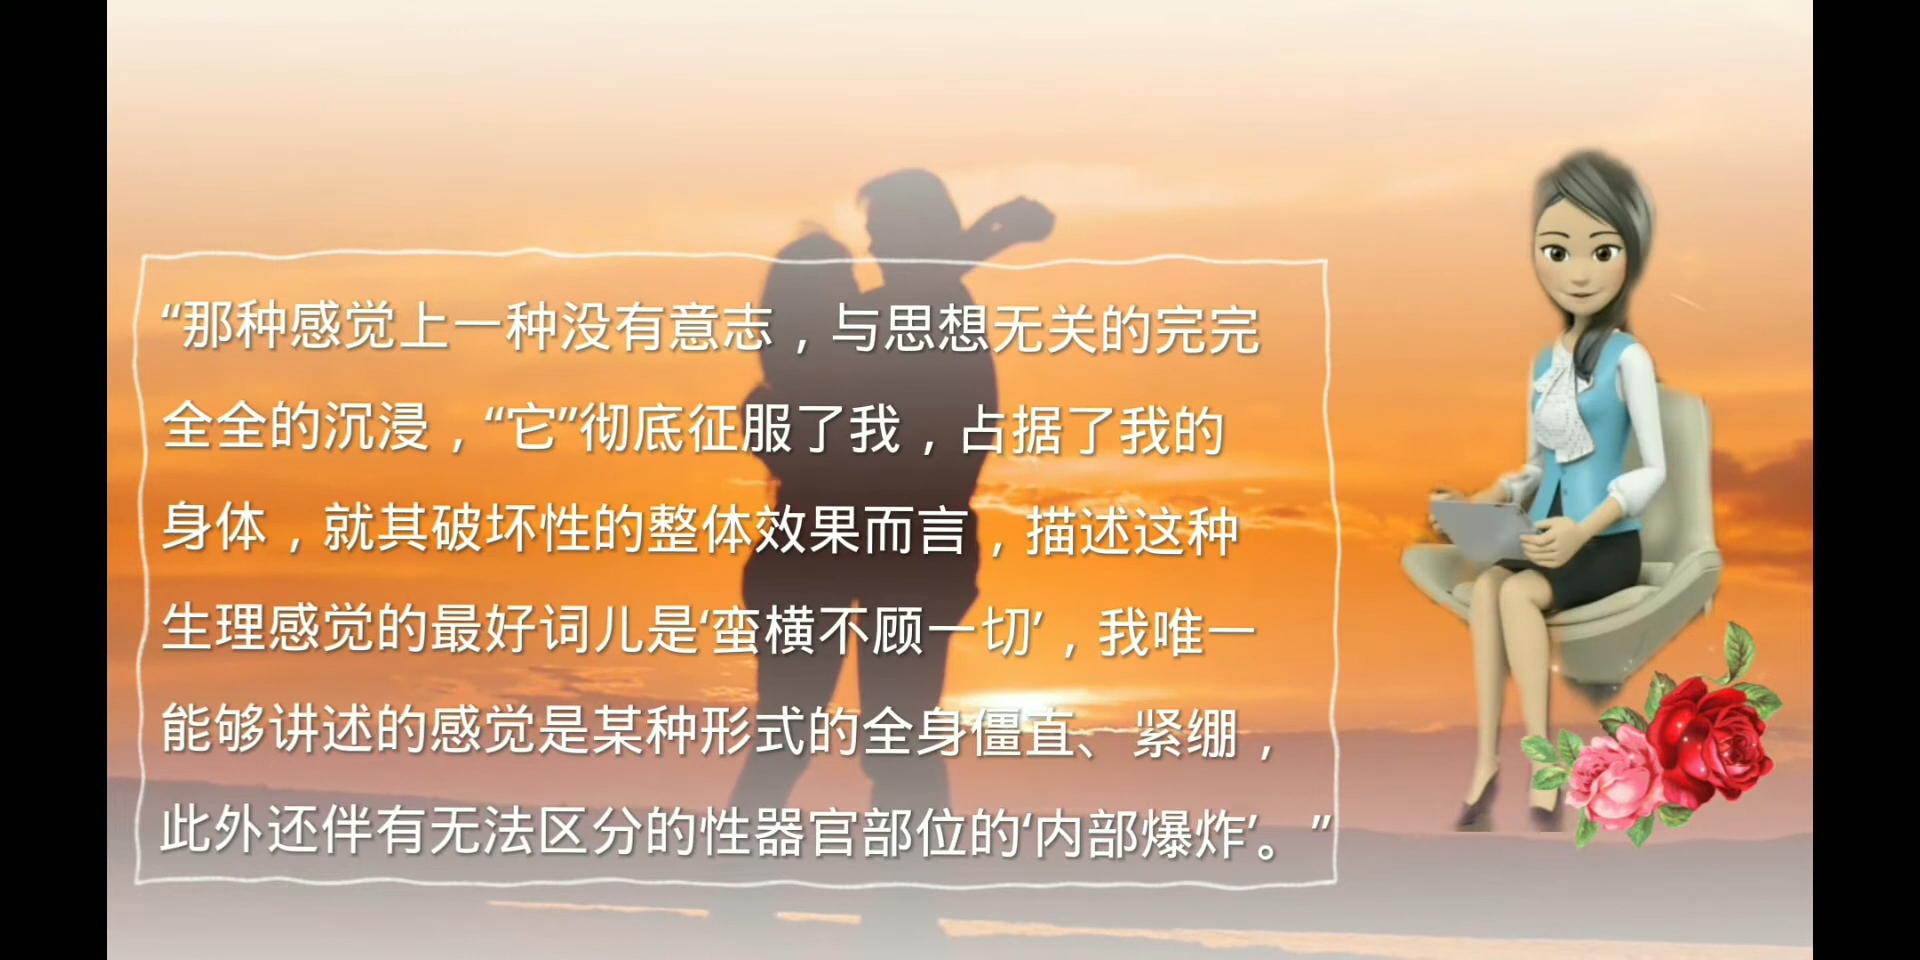 “那种感觉上一种没有意志，与思想无关的完完
全全的沉浸，“它”彻底征服了我，占据了我的
身体，就其破坏性的整体效果而言，描述这种
生理感觉的最好词儿是‘蛮横不顾一切’，我唯一
能够讲述的感觉是某种形式的全身僵直、紧绷，
此外还伴有无法区分的性器官部位的‘内部爆炸’。”